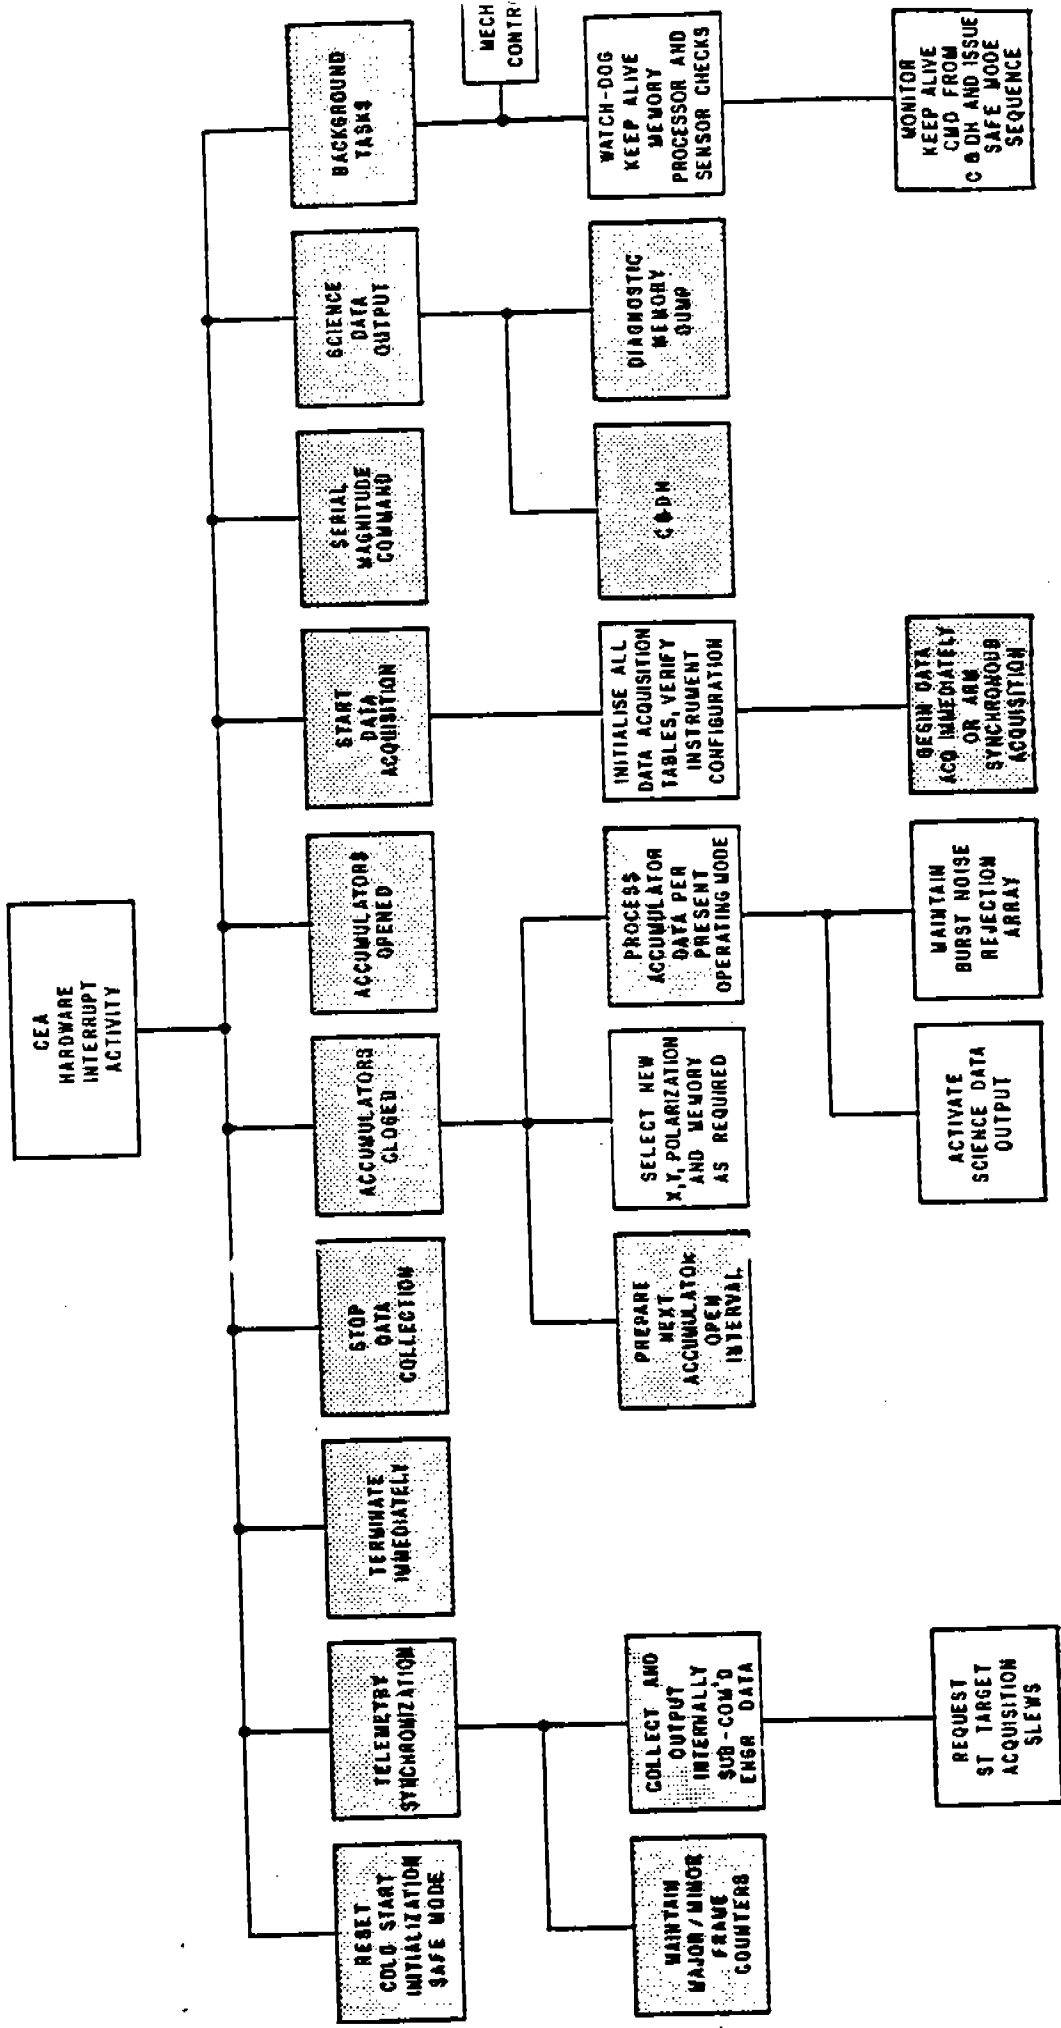 CEA
HARDWARE
INTERRUPT
ACTIVITY
RESET
COLD START
INITIALIZATION
SAFE MODE
TELEMETRY
SYNCHRONIZATION
TERMINATE
IMMEDIATELY
STOP
DATA
COLLECTION
ACCUMULATORS
CLOSED
ACCUMULATORS
OPENED
START
DATA
ACQUISITION
SERIAL
MAGNITUDE
COMMAND
SCIENCE
DATA
OUTPUT
BACKGROUND
TASKS
MECH
CONTR
MAINTAIN
MAJOR/MINOR
FRAME
COUNTERS
COLLECT AND
OUTPUT
INTERNALLY
SUB-COM'D
ENGR DATA
PREPARE
NEXT
ACCUMULATOR
OPEN
INTERVAL
SELECT NEW
X,Y, POLARIZATION
AND MEMORY
AS REQUIRED
PROCESS
ACCUMULATOR
DATA PER
PRESENT
OPERATING MODE
INITIALISE ALL
DATA ACQUISITION
TABLES, VERIFY
INSTRUMENT
CONFIGURATION
C&DH
DIAGNOSTIC
MEMORY
DUMP
WATCH-DOG
KEEP ALIVE
MEMORY
PROCESSOR AND
SENSOR CHECKS
REQUEST
ST TARGET
ACQUISITION
SLEWS
ACTIVATE
SCIENCE DATA
OUTPUT
MAINTAIN
BURST NOISE
REJECTION
ARRAY
BEGIN DATA
ACQ IMMEDIATELY
OR ARM
SYNCHRONOUS
ACQUISITION
MONITOR
KEEP ALIVE
CMD FROM
C&DH AND ISSUE
SAFE MODE
SEQUENCE